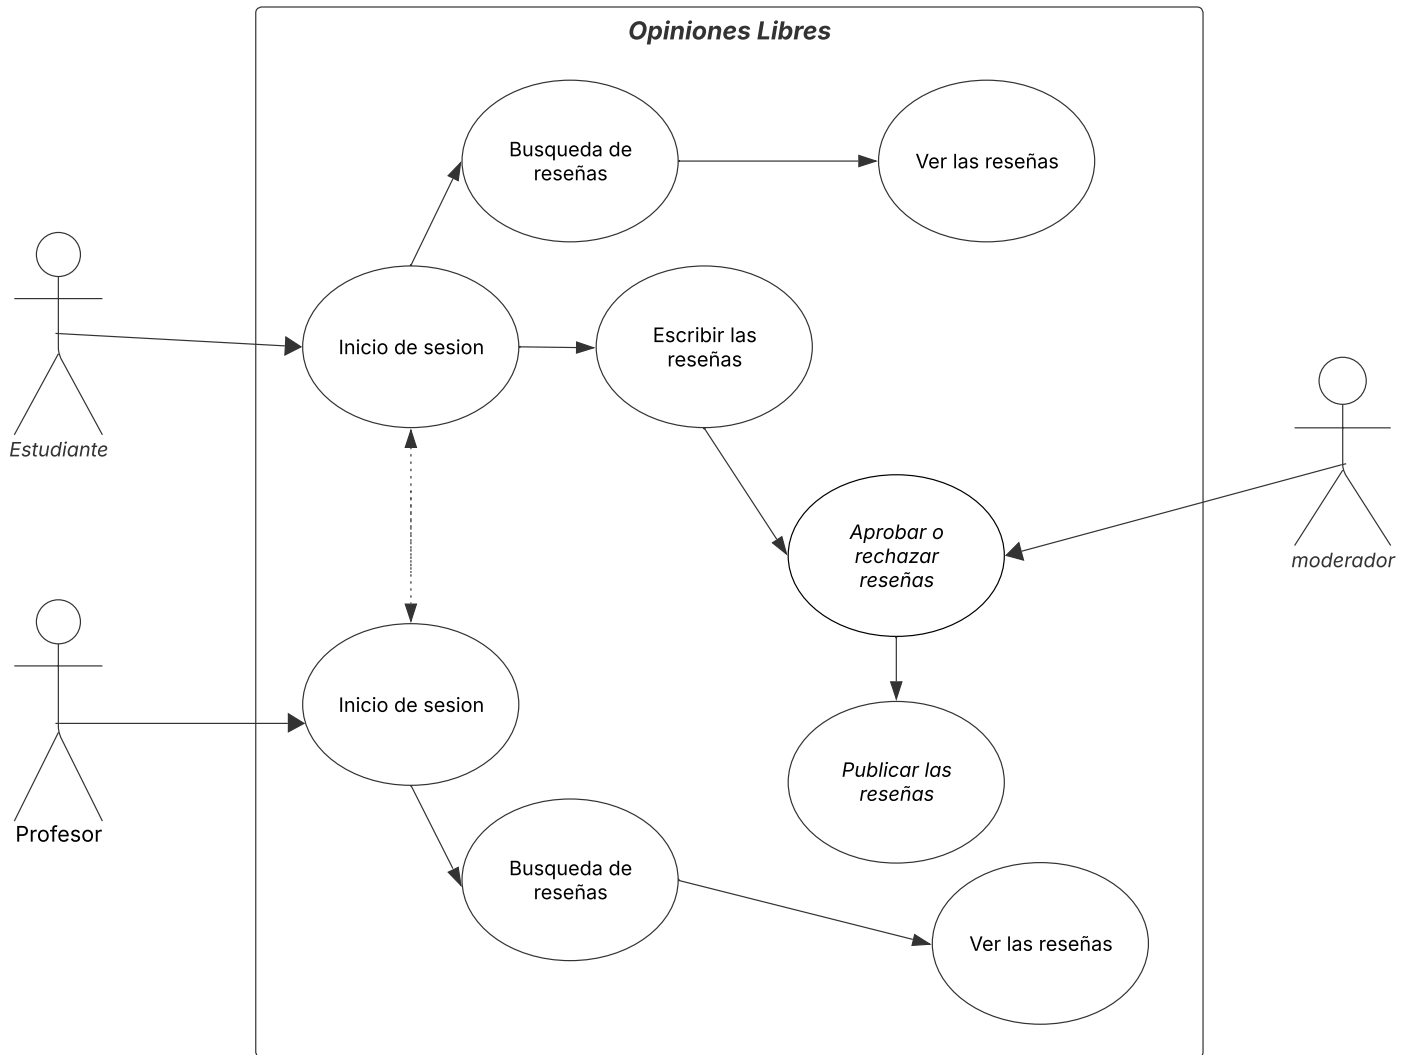 Opiniones Libres
Busqueda de
reseñas
Ver las reseñas
Inicio de sesion
Escribir las
reseñas
Estudiante
Aprobar o
rechazar
reseñas
moderador
Inicio de sesion
Publicar las
reseñas
Profesor
Busqueda de
reseñas
Ver las reseñas